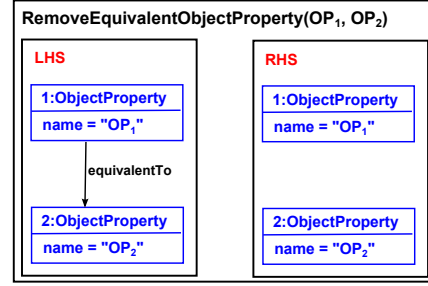 RemoveEquivalentObjectProperty(OP₁, OP₂)
LHS
1:ObjectProperty
name = "OP₁"
equivalentTo
2:ObjectProperty
name = "OP₂"
RHS
1:ObjectProperty
name = "OP₁"
2:ObjectProperty
name = "OP₂"